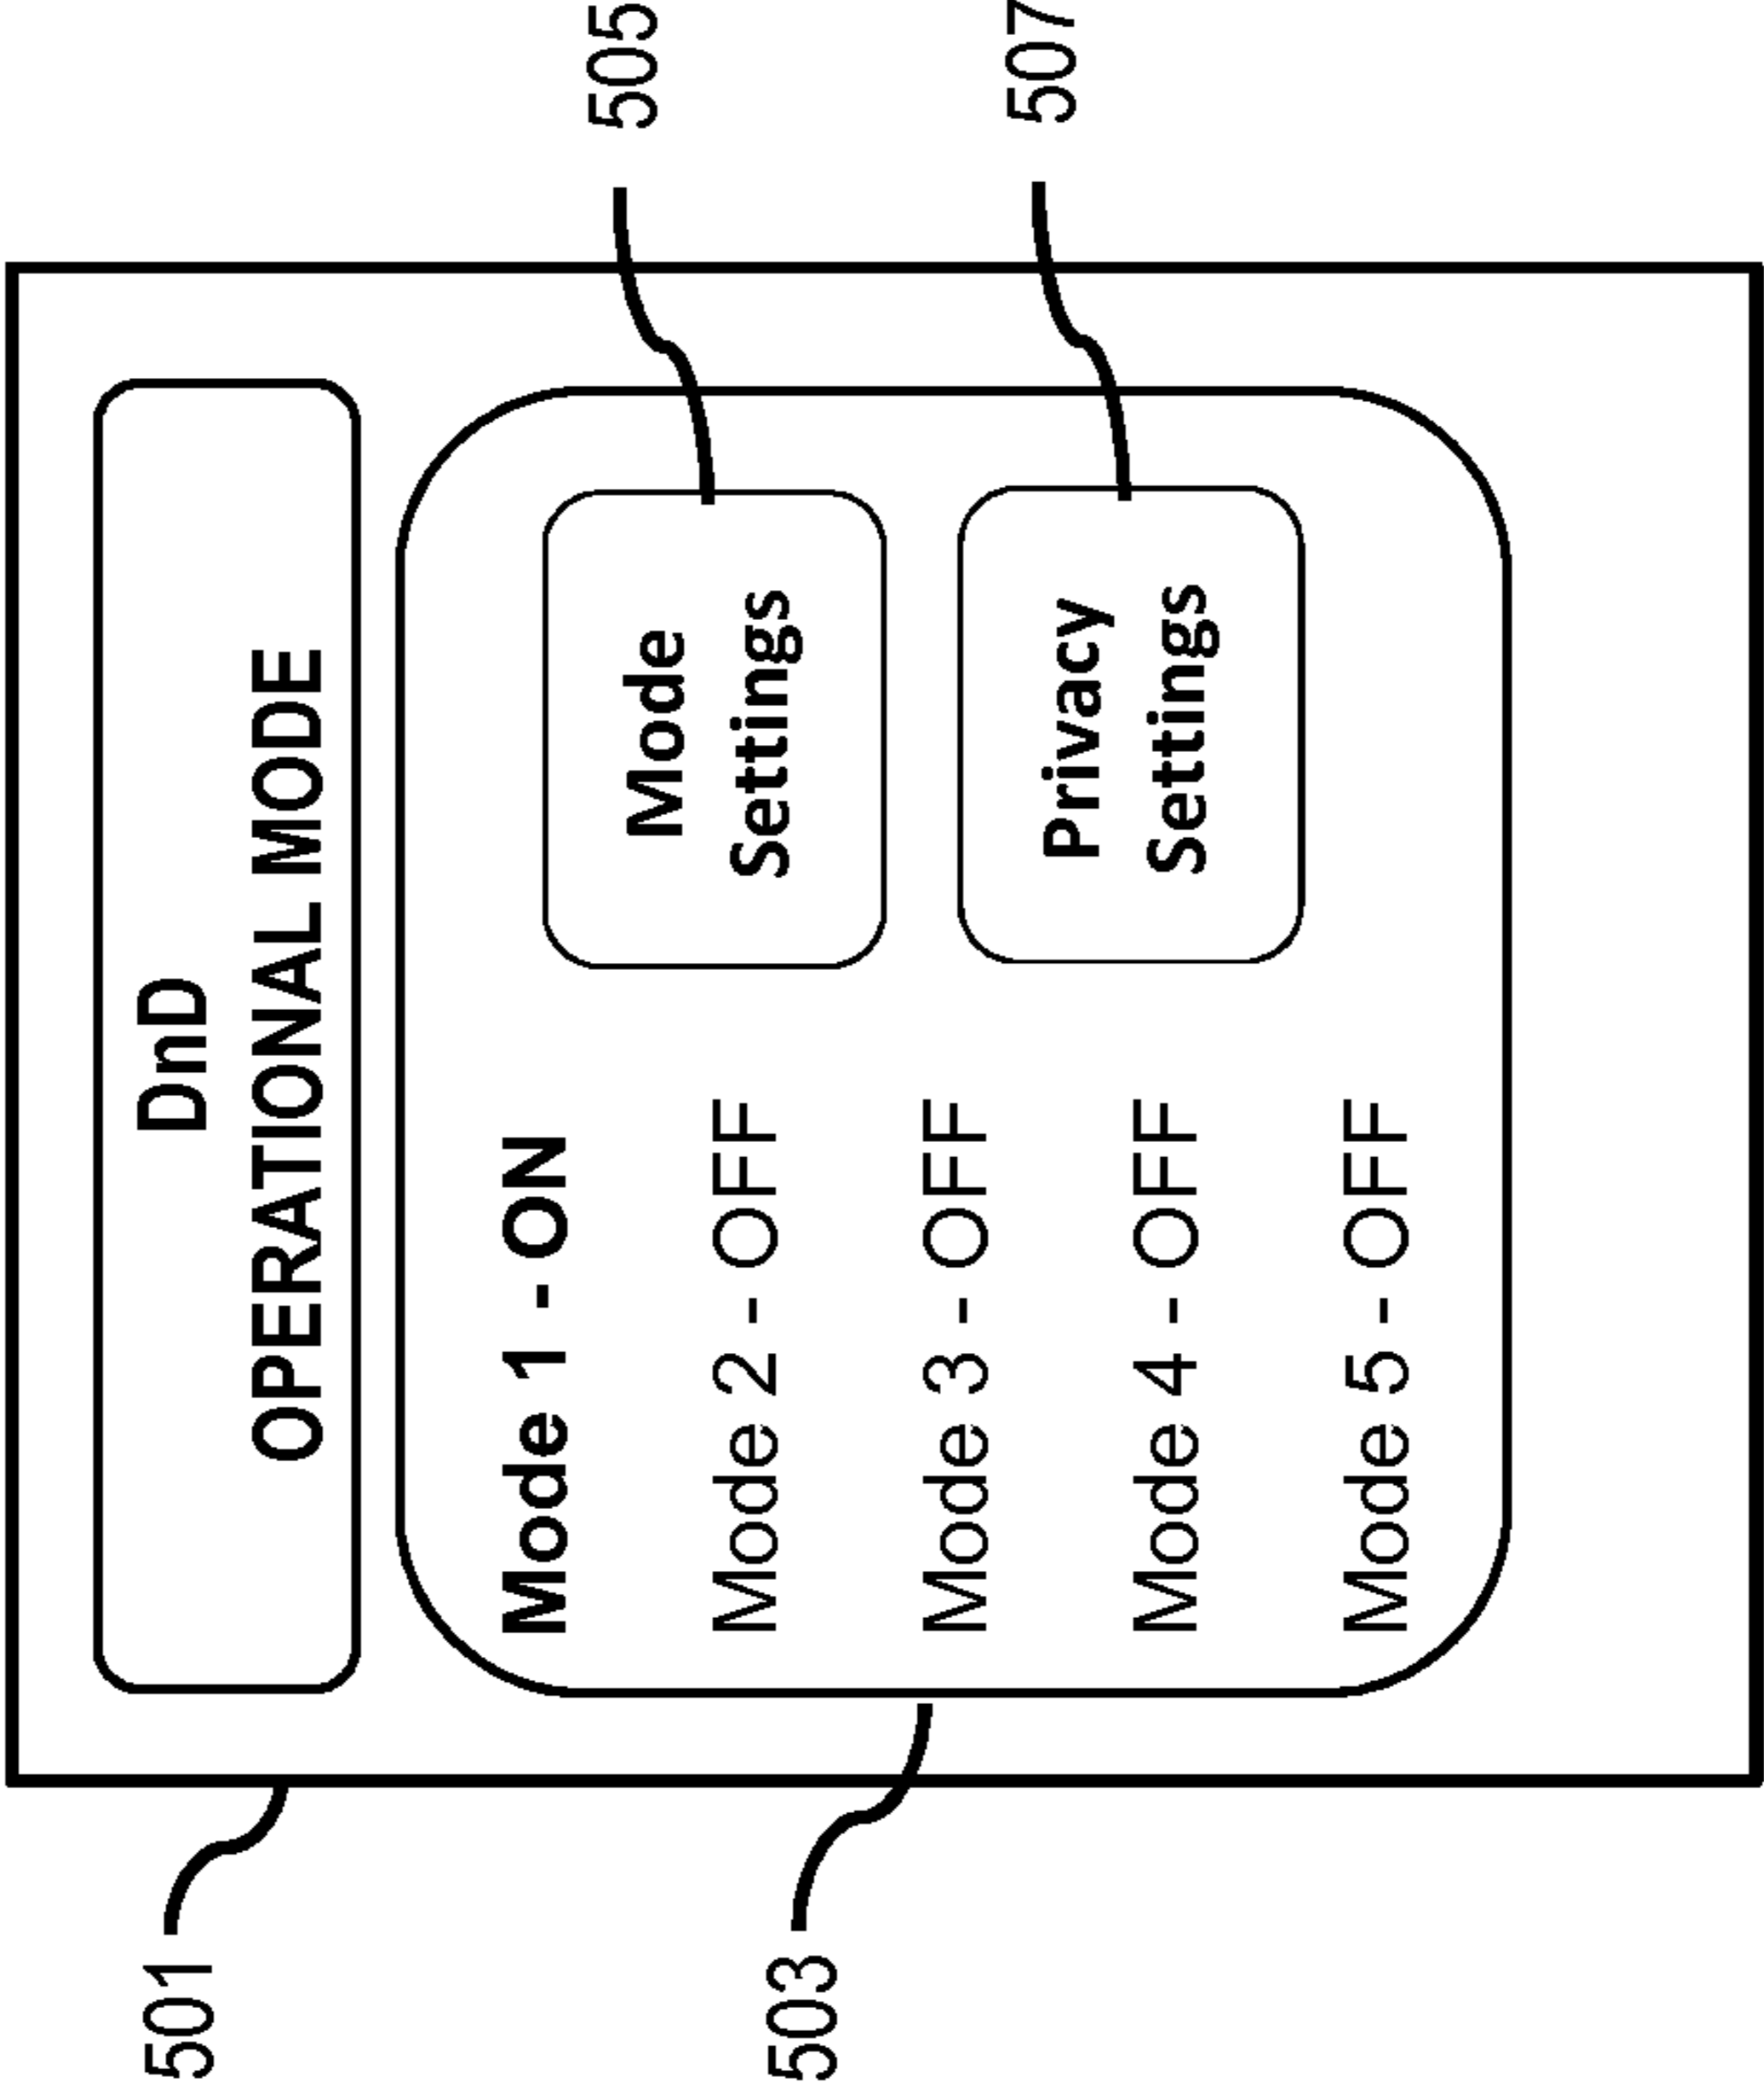 DnD
OPERATIONAL MODE
Mode 1 - ON
Mode 2 - OFF
Mode 3 - OFF
Mode 4 - OFF
Mode 5 - OFF
Mode
Settings
Privacy
Settings
501
503
505
507